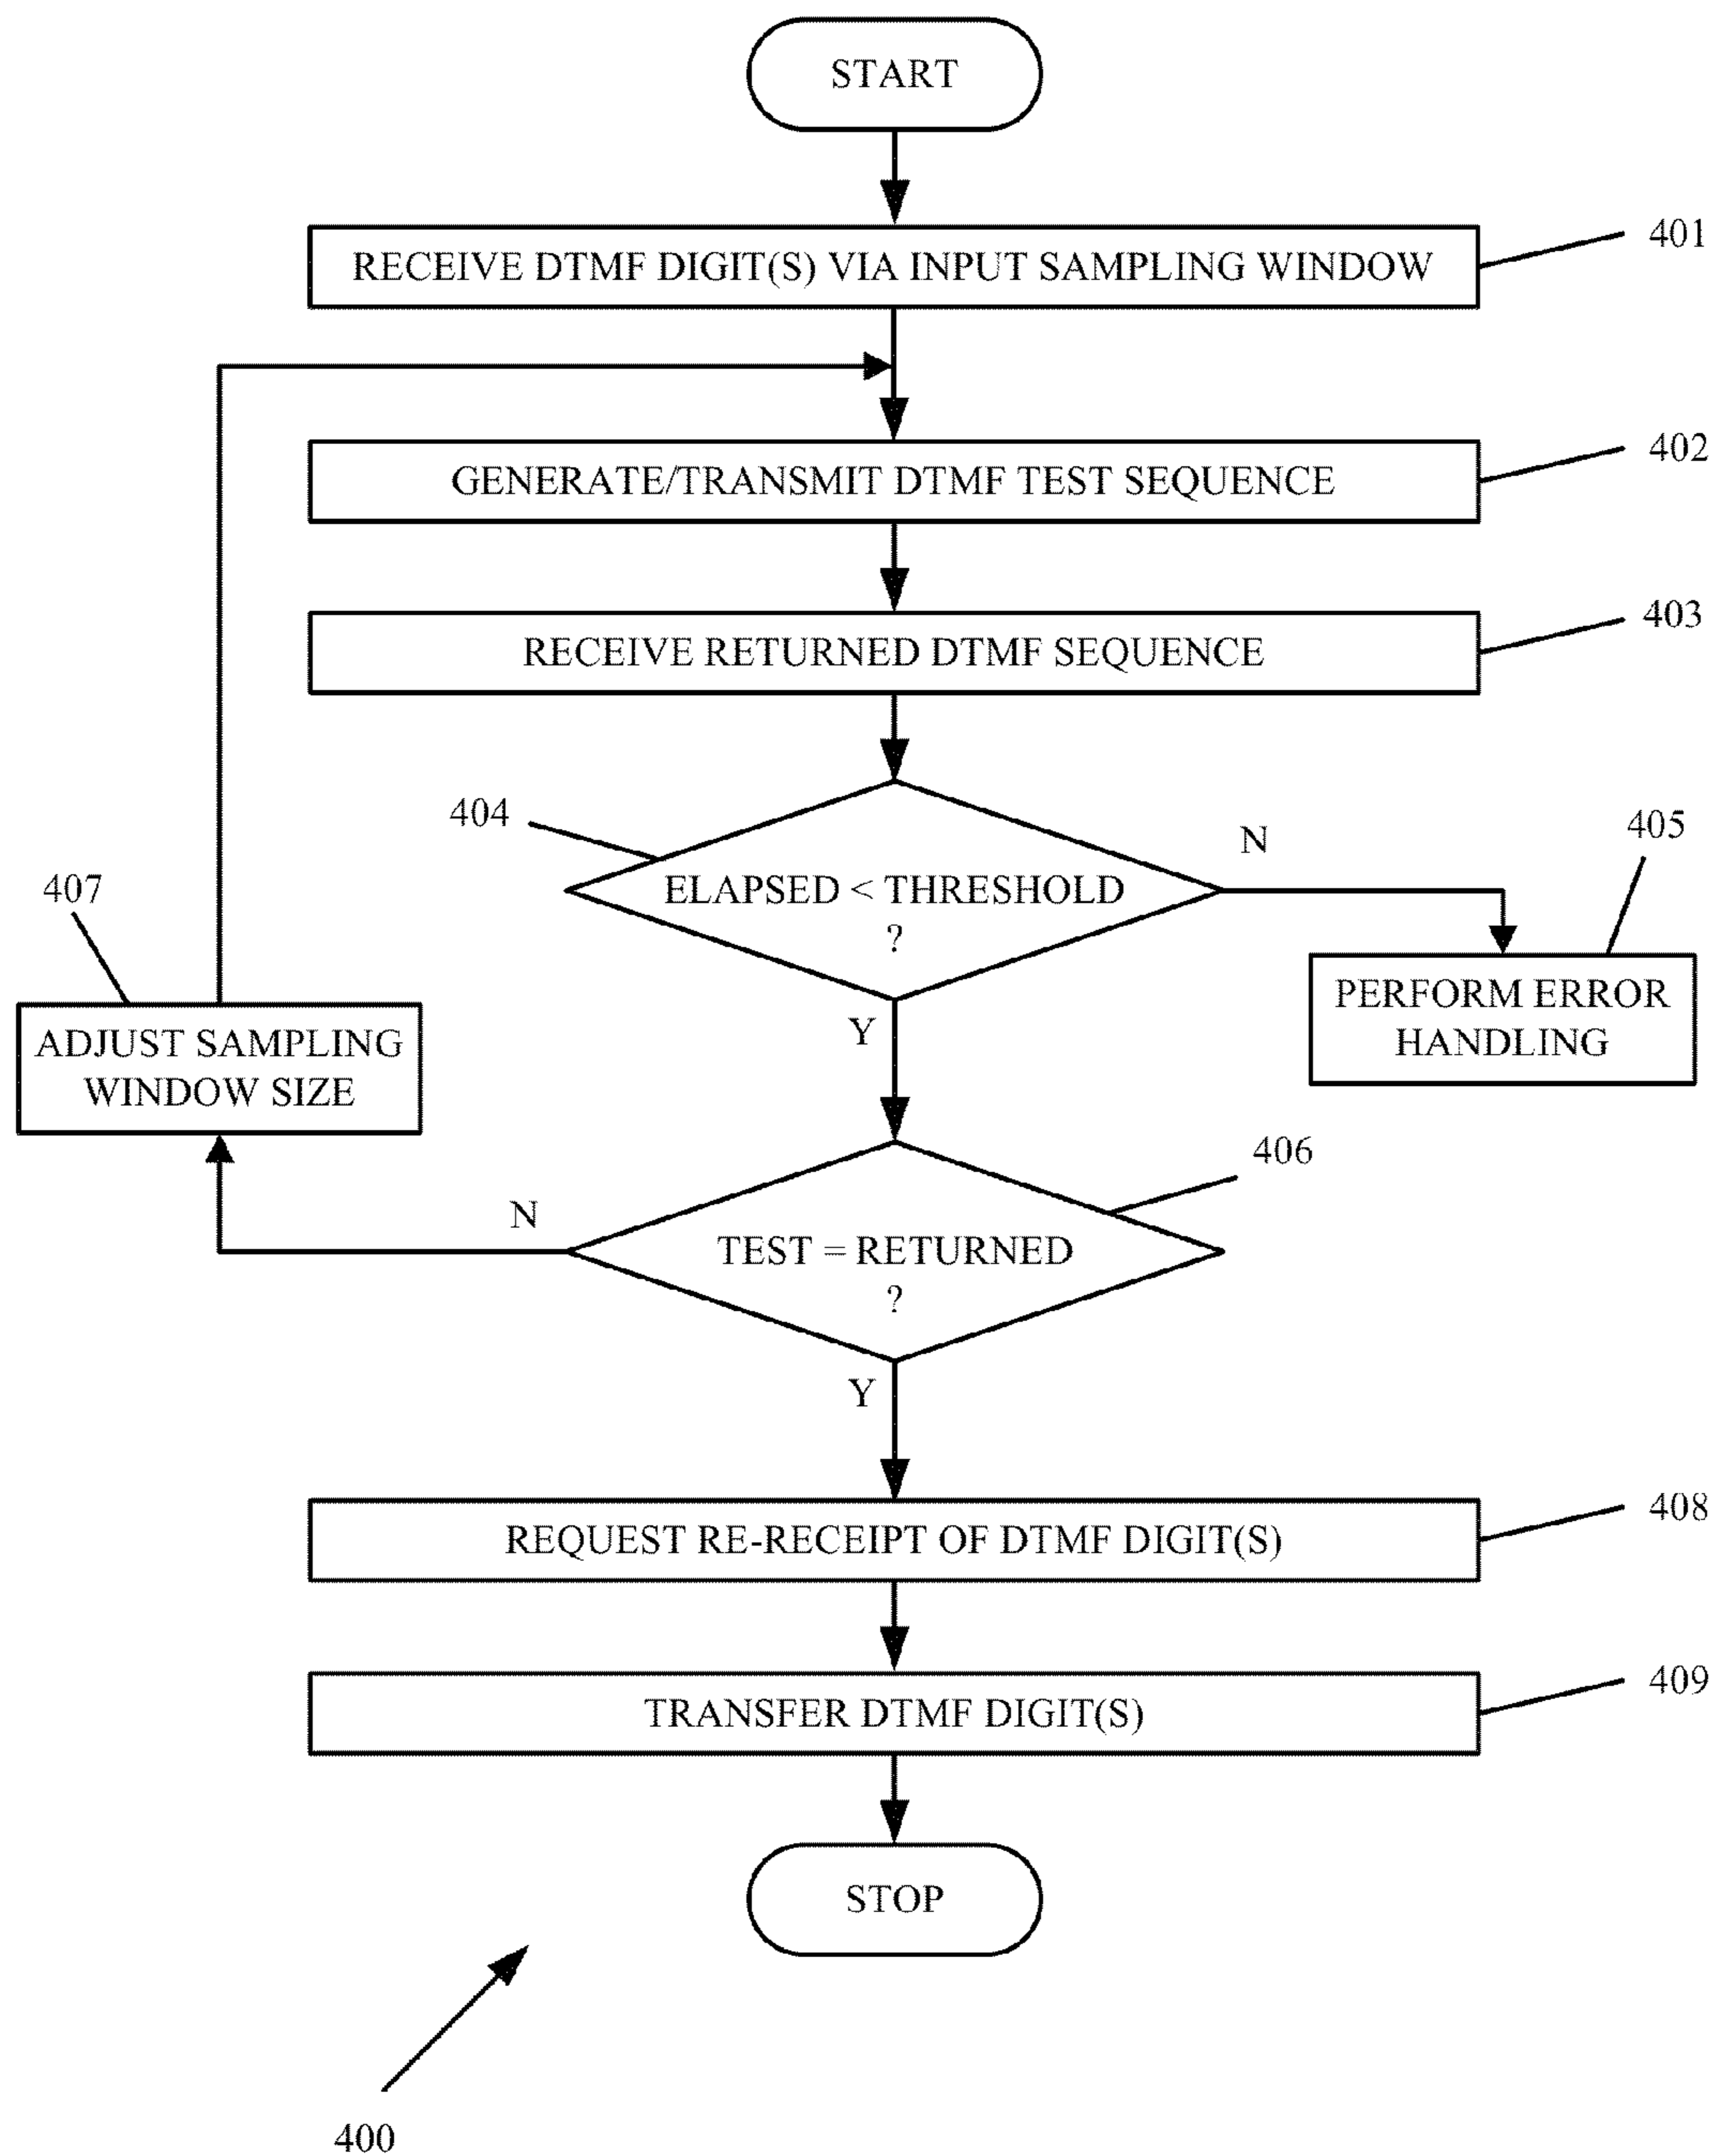 START
RECEIVE DTMF DIGIT(S) VIA INPUT SAMPLING WINDOW
401
GENERATE/TRANSMIT DTMF TEST SEQUENCE
402
RECEIVE RETURNED DTMF SEQUENCE
403
404
ELAPSED < THRESHOLD
?
N
Y
405
PERFORM ERROR
HANDLING
407
ADJUST SAMPLING
WINDOW SIZE
406
TEST = RETURNED
?
N
Y
REQUEST RE-RECEIPT OF DTMF DIGIT(S)
408
TRANSFER DTMF DIGIT(S)
409
STOP
400